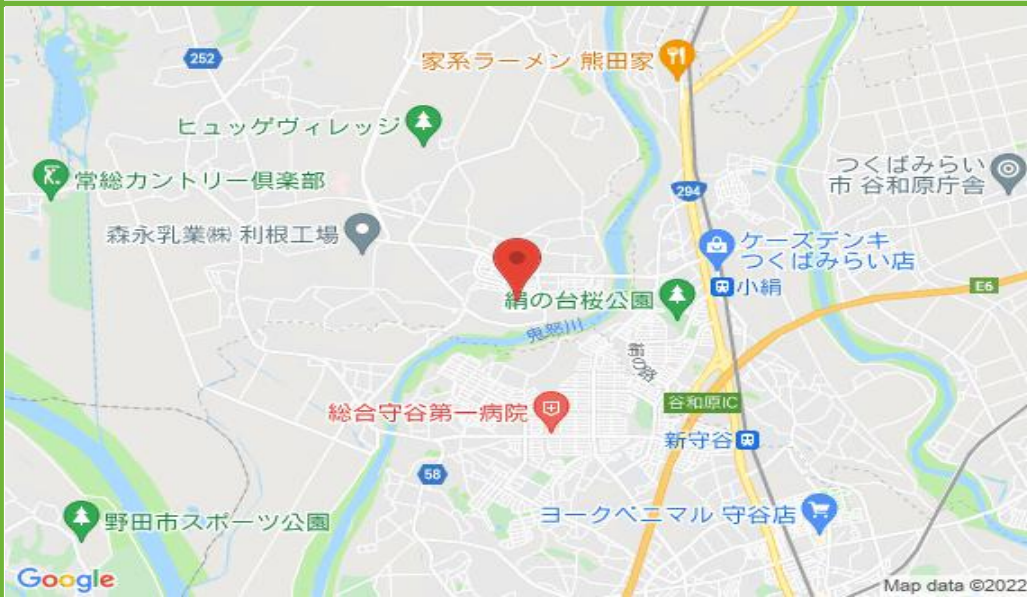 家系ラーメン 熊田家
252
ヒュッゲヴィレッジ
常総カントリー倶楽部
294
つくばみらい
市 谷和原庁舎
森永乳業㈱ 利根工場
ケーズデンキ
つくばみらい店
小絹
E6
絹の台桜公園
鬼怒川
谷和原IC
総合守谷第一病院
新守谷
58
野田市スポーツ公園
ヨークベニマル 守谷店
Google
Map data ©2022